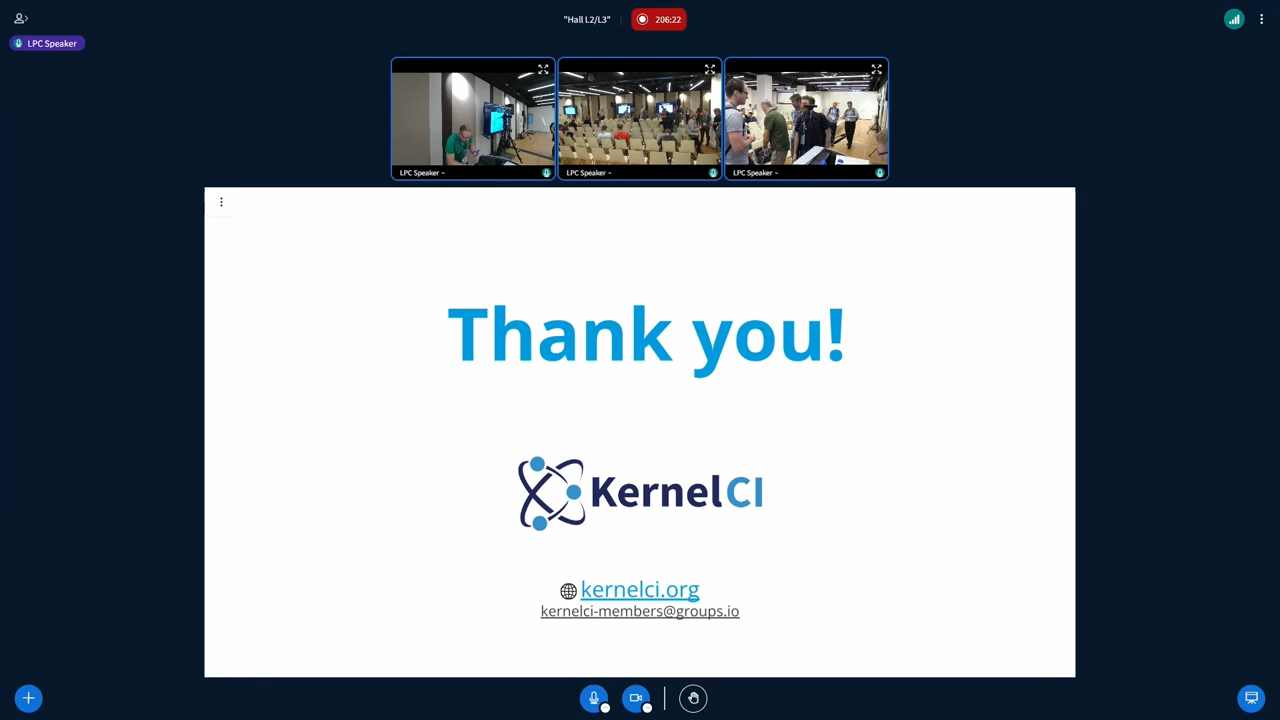 "Hall L2/L3"
206:22
LPC Speaker
LPC Speaker
LPC Speaker
LPC Speaker
Thank you!
KernelCI
kernelci.org
kernelci-members@groups.io